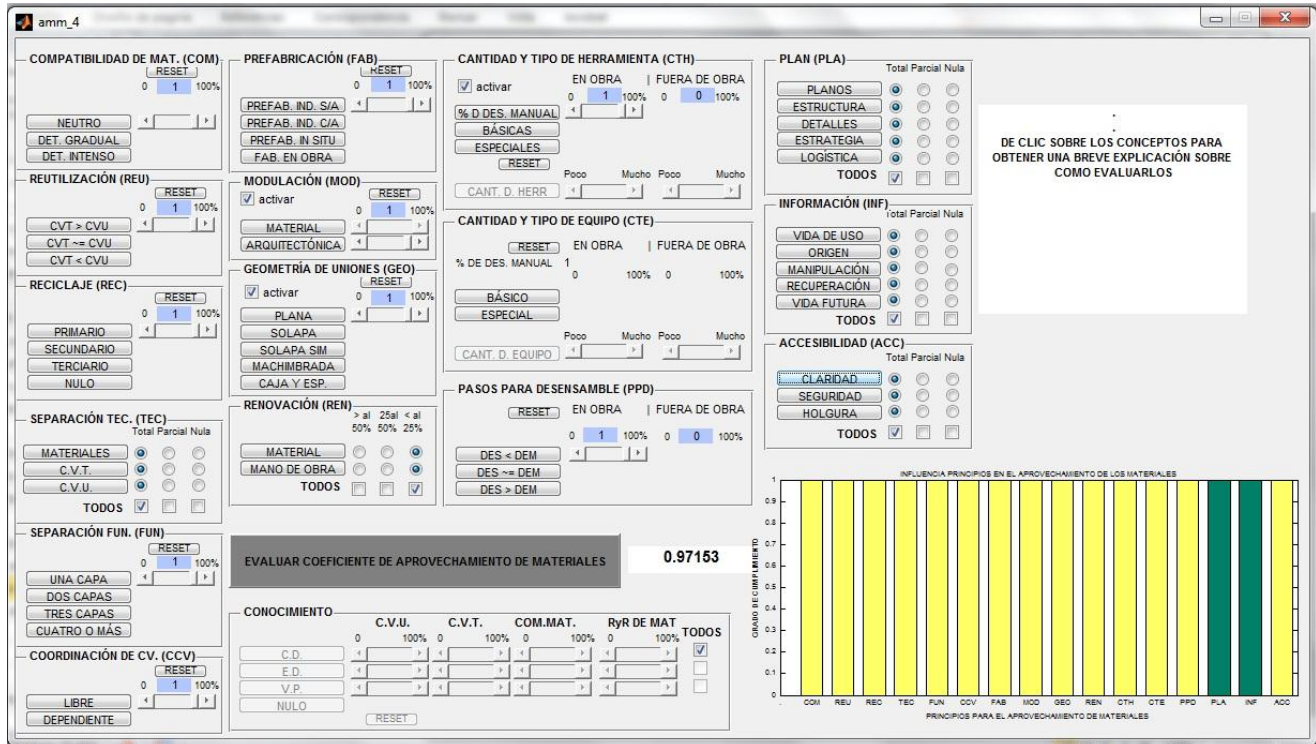 amm_4
COMPATIBILIDAD DE MAT. (COM)
RESET
0 1 100%
NEUTRO
DET. GRADUAL
DET. INTENSO
REUTILIZACIÓN (REU)
RESET
0 1 100%
CVT > CVU
CVT ~= CVU
CVT < CVU
RECICLAJE (REC)
RESET
0 1 100%
PRIMARIO
SECUNDARIO
TERCIARIO
NULO
SEPARACIÓN TEC. (TEC)
Total Parcial Nula
MATERIALES
C.V.T.
C.V.U.
TODOS
SEPARACIÓN FUN. (FUN)
RESET
0 1 100%
UNA CAPA
DOS CAPAS
TRES CAPAS
CUATRO O MÁS
COORDINACIÓN DE CV. (CCV)
RESET
0 1 100%
LIBRE
DEPENDIENTE
PREFABRICACIÓN (FAB)
RESET
0 1 100%
PREFAB. IND. S/A
PREFAB. IND. C/A
PREFAB. IN SITU
FAB. EN OBRA
MODULACIÓN (MOD)
activar
RESET
0 1 100%
MATERIAL
ARQUITECTÓNICA
GEOMETRÍA DE UNIONES (GEO)
activar
RESET
0 1 100%
PLANA
SOLAPA
SOLAPA SIM
MACHIMBRADA
CAJA Y ESP.
RENOVACIÓN (REN)
> al 25al < al
50% 50% 25%
MATERIAL
MANO DE OBRA
TODOS
CANTIDAD Y TIPO DE HERRAMIENTA (CTH)
activar
EN OBRA | FUERA DE OBRA
0 1 100% 0 0 100%
% D DES. MANUAL
BÁSICAS
ESPECIALES
RESET
Poco Mucho Poco Mucho
CANT. D. HERR
CANTIDAD Y TIPO DE EQUIPO (CTE)
RESET EN OBRA | FUERA DE OBRA
% DE DES. MANUAL 1
0 100% 0 100%
BÁSICO
ESPECIAL
Poco Mucho Poco Mucho
CANT. D. EQUIPO
PASOS PARA DESENSAMBLE (PPD)
RESET EN OBRA | FUERA DE OBRA
0 1 100% 0 0 100%
DES < DEM
DES ~= DEM
DES > DEM
EVALUAR COEFICIENTE DE APROVECHAMIENTO DE MATERIALES
0.97153
CONOCIMIENTO
C.V.U. C.V.T. COM.MAT. RyR DE MAT TODOS
0 100% 0 100% 0 100% 0 100%
C.D.
E.D.
V.P.
NULO
RESET
PLAN (PLA)
Total Parcial Nula
PLANOS
ESTRUCTURA
DETALLES
ESTRATEGIA
LOGÍSTICA
TODOS
INFORMACIÓN (INF)
Total Parcial Nula
VIDA DE USO
ORIGEN
MANIPULACIÓN
RECUPERACIÓN
VIDA FUTURA
TODOS
ACCESIBILIDAD (ACC)
Total Parcial Nula
CLARIDAD
SEGURIDAD
HOLGURA
TODOS
.
.
DE CLIC SOBRE LOS CONCEPTOS PARA
OBTENER UNA BREVE EXPLICACIÓN SOBRE
COMO EVALUARLOS
INFLUENCIA PRINCIPIOS EN EL APROVECHAMIENTO DE LOS MATERIALES
GRADO DE CUMPLIMIENTO
1
0.9
0.8
0.7
0.6
0.5
0.4
0.3
0.2
0.1
0
. COM REU REC TEC FUN CCV FAB MOD GEO REN CTH CTE PPD PLA INF ACC
PRINCIPIOS PARA EL APROVECHAMIENTO DE MATERIALES